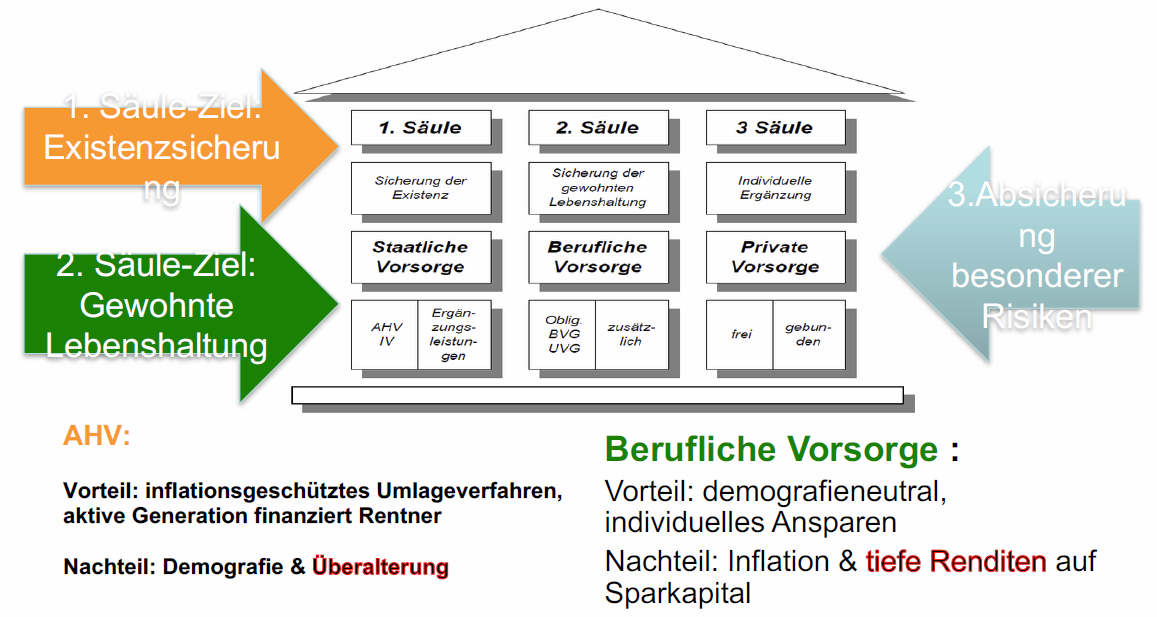 1. Säule-Ziel:
Existenzsicheru
ng
2. Säule-Ziel:
Gewohnte
Lebenshaltung
1. Säule
2. Säule
3 Säule
Sicherung der
Existenz
Sicherung der
gewohnten
Lebenshaltung
Individuelle
Ergänzung
Staatliche
Vorsorge
Berufliche
Vorsorge
Private
Vorsorge
AHV
IV
Ergän-
zungs-
leistun-
gen
Oblig.
BVG
UVG
zusätz-
lich
frei
gebun-
den
3.Absicheru
ng
besonderer
Risiken
AHV:
Vorteil: inflationsgeschütztes Umlageverfahren,
aktive Generation finanziert Rentner
Nachteil: Demografie & Überalterung
Berufliche Vorsorge :
Vorteil: demografieneutral,
individuelles Ansparen
Nachteil: Inflation & tiefe Renditen auf
Sparkapital